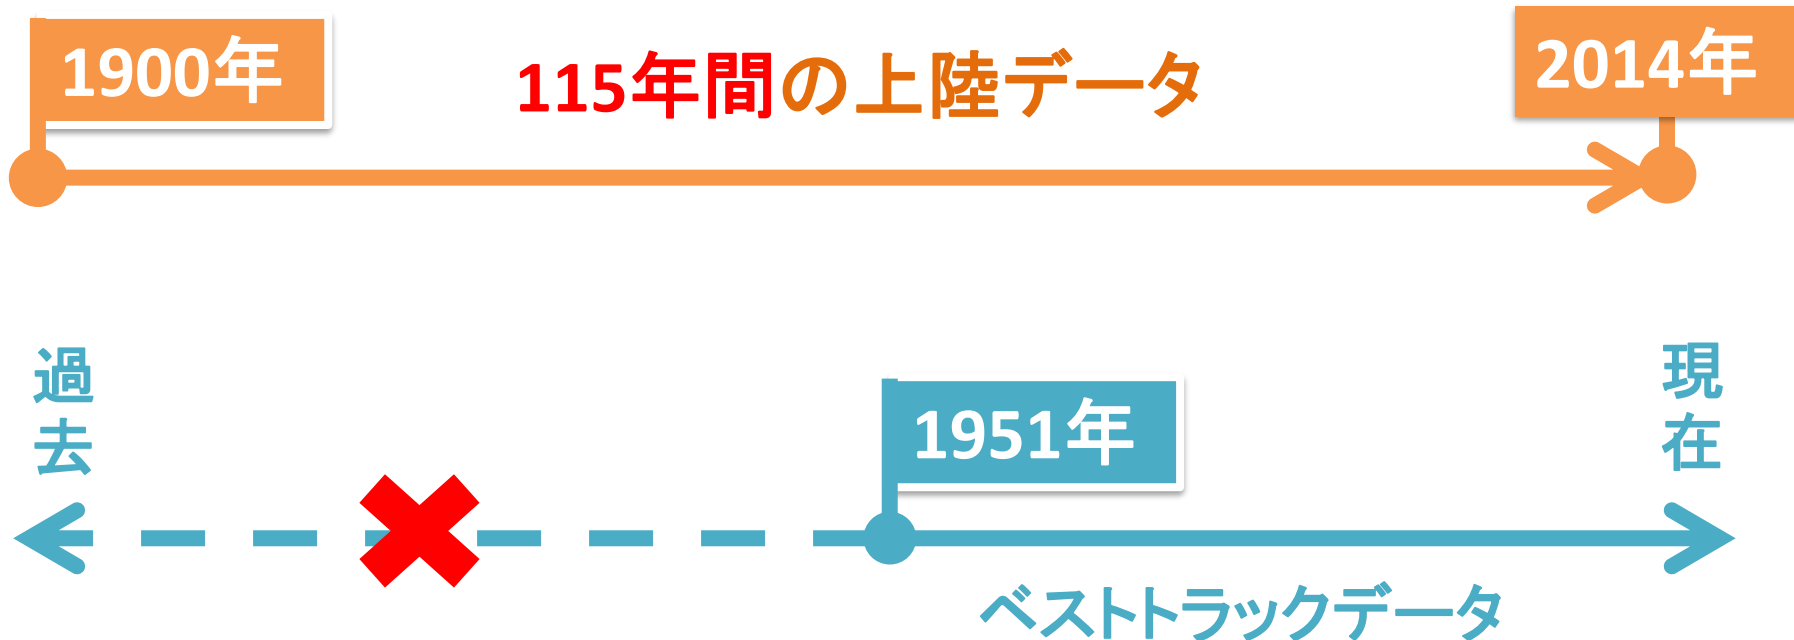 1900年
115年間の上陸データ
2014年
過去
現在
1951年
ベストトラックデータ